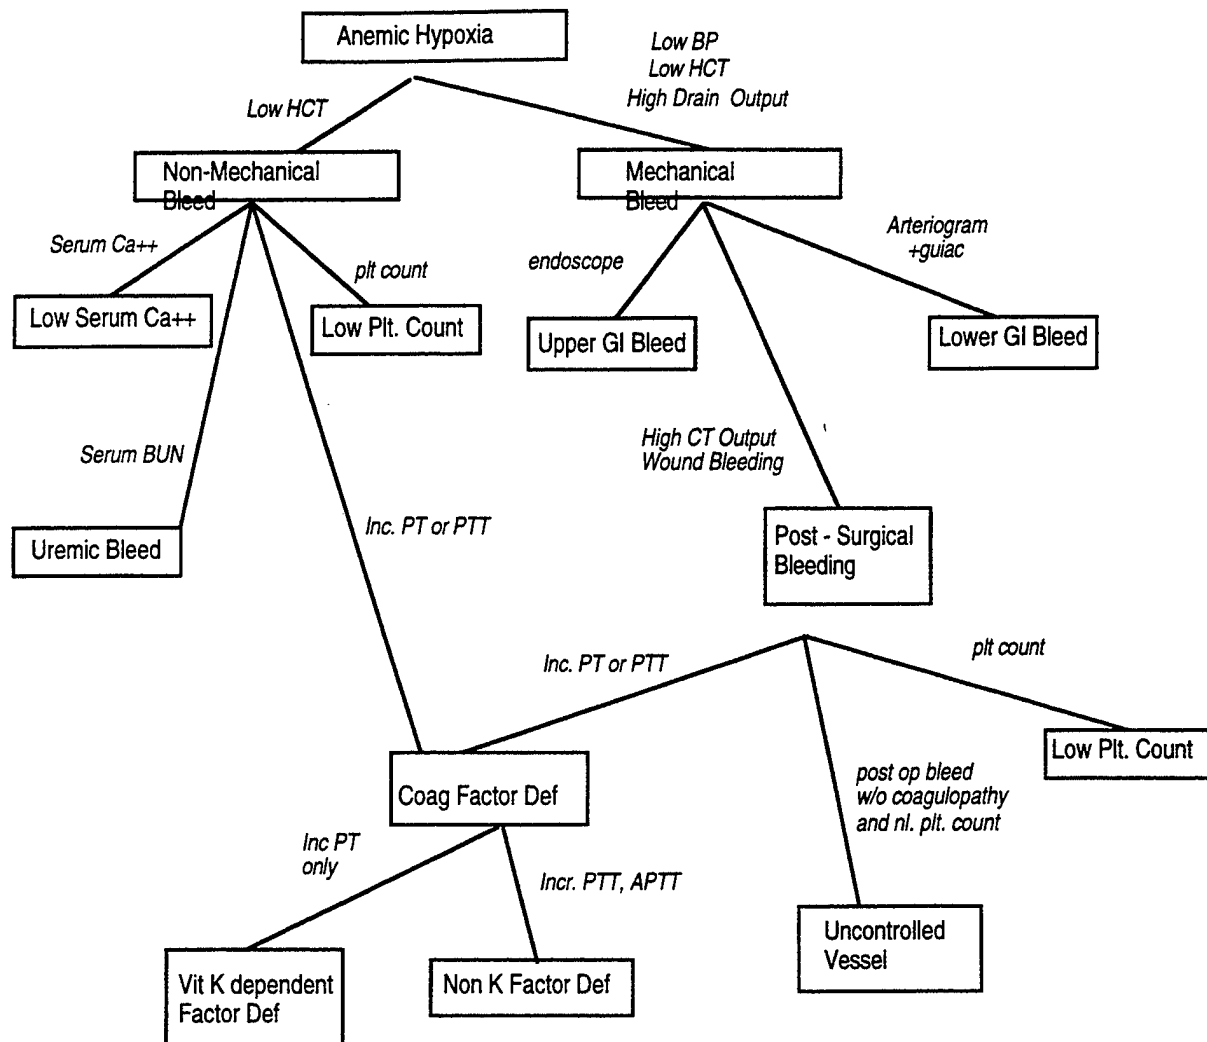 Anemic Hypoxia
Low BP
Low HCT
High Drain Output
Low HCT
Non-Mechanical
Bleed
Mechanical
Bleed
Serum Ca++
plt count
endoscope
Arteriogram
+guiac
Low Serum Ca++
Low Plt. Count
Upper GI Bleed
Lower GI Bleed
Serum BUN
High CT Output
Wound Bleeding
Uremic Bleed
Inc. PT or PTT
Post - Surgical
Bleeding
Inc. PT or PTT
plt count
Low Plt. Count
Coag Factor Def
post op bleed
w/o coagulopathy
and nl. plt. count
Inc PT
only
Incr. PTT, APTT
Uncontrolled
Vessel
Vit K dependent
Factor Def
Non K Factor Def